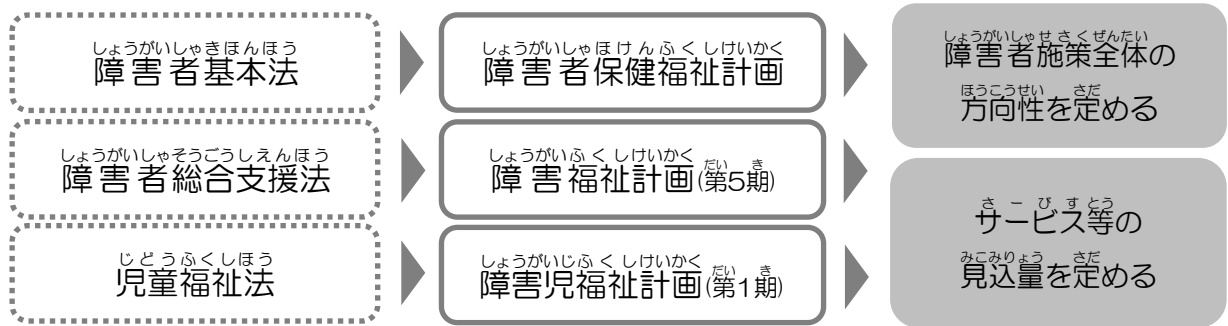 しょうがいしゃきほんほう
障害者基本法
しょうがいしゃほけんふくしけいかく
障害者保健福祉計画
しょうがいしゃせさくぜんたい
障害者施策全体の
ほうこうせい さだ
方向性を定める
しょうがいしゃそうごうしえんほう
障害者総合支援法
しょうがいふくしけいかく だい き
障害福祉計画(第5期)
じどうふくしほう
児童福祉法
しょうがいじふくしけいかく だい き
障害児福祉計画(第1期)
さーびすとう
サービス等の
みこみりょう さだ
見込量を定める